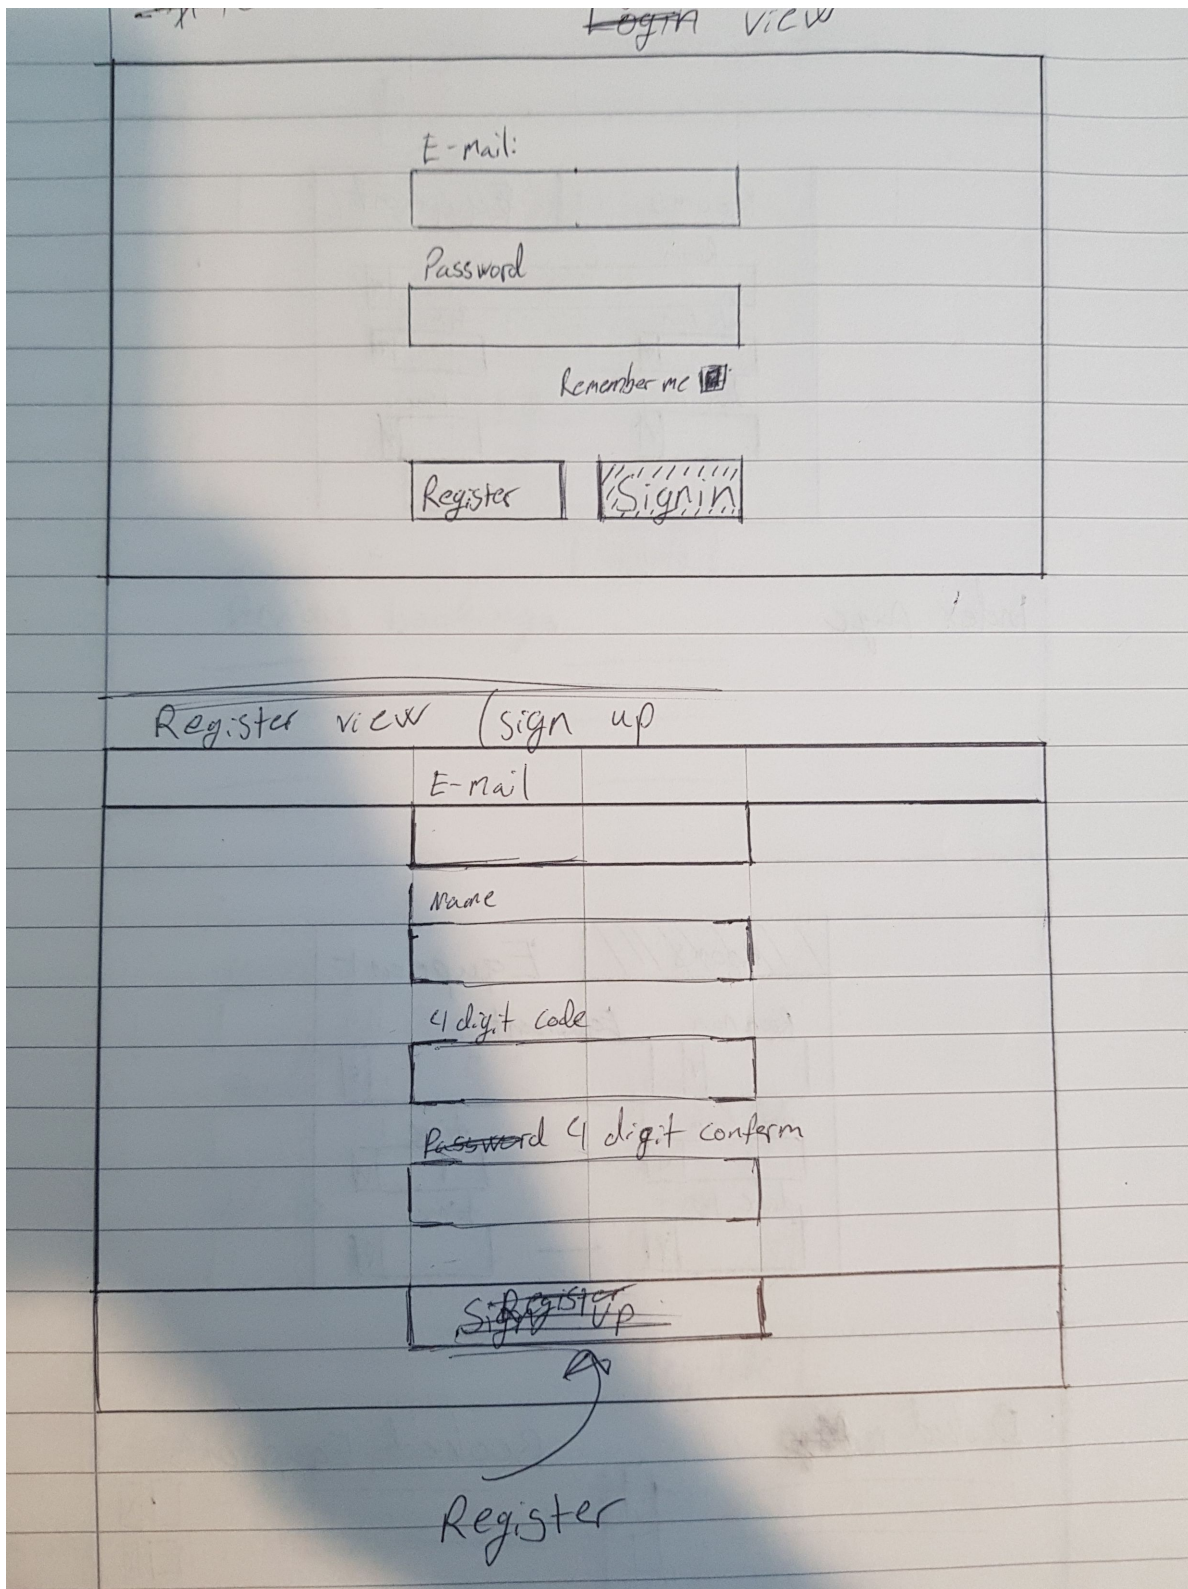 Login view
E-mail:
Password
Remember me
Register Signin
Register view (sign up
E-mail
Name
4 digit code
Password 4 digit conferm
Sign Register up
Register